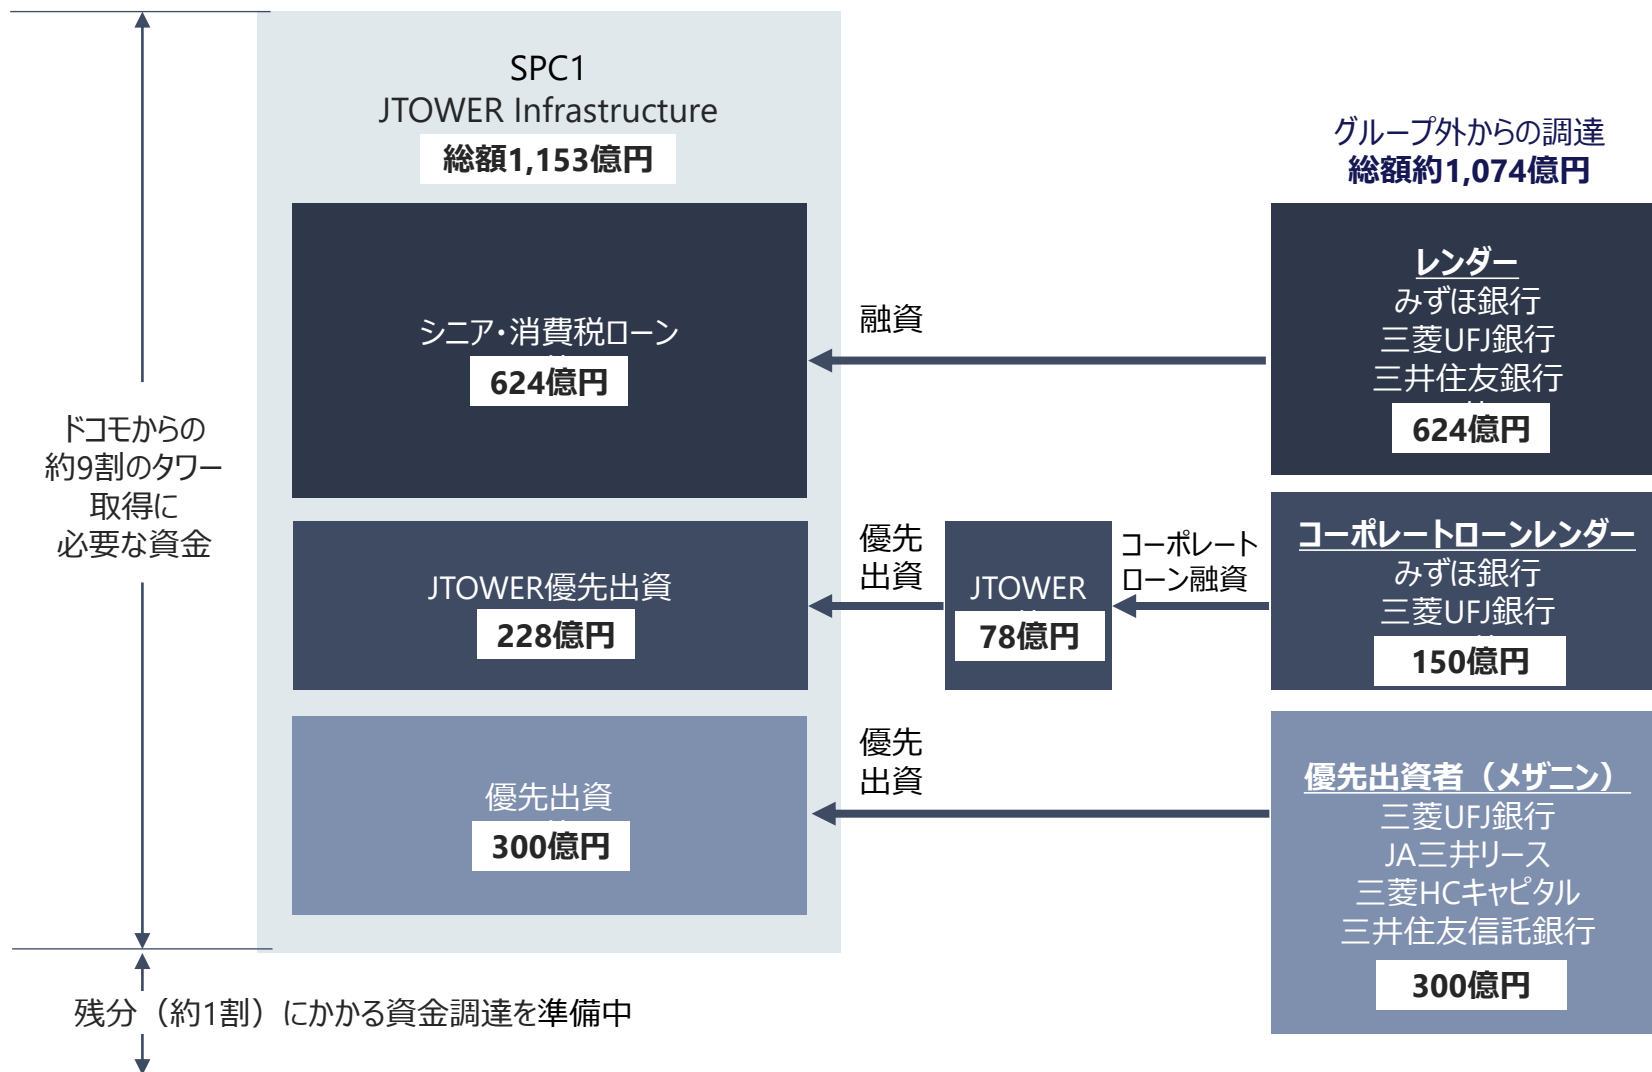 SPC1
JTOWER Infrastructure
総額1,153億円
グループ外からの調達
総額約1,074億円
シニア・消費税ローン
624億円
融資
レンダー
みずほ銀行
三菱UFJ銀行
三井住友銀行
624億円
ドコモからの
約9割のタワー
取得に
必要な資金
JTOWER優先出資
228億円
優先
出資
JTOWER
78億円
コーポレート
ローン融資
コーポレートローンレンダー
みずほ銀行
三菱UFJ銀行
150億円
優先出資
300億円
優先
出資
優先出資者（メザニン）
三菱UFJ銀行
JA三井リース
三菱HCキャピタル
三井住友信託銀行
300億円
残分（約1割）にかかる資金調達を準備中